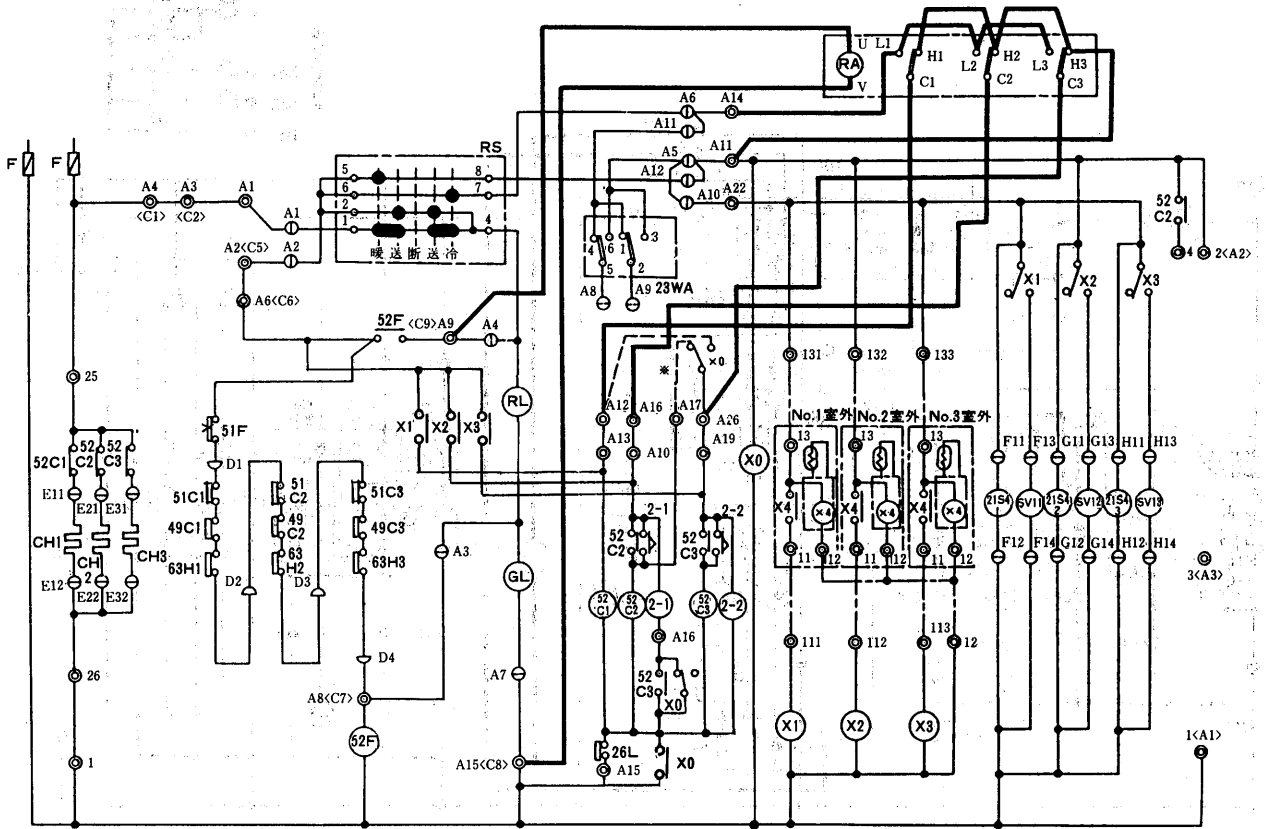 U L1 H1 L2 H2 L3 H3
RA
V C1 C2 C3
A6 A14
A11
F F
RS
A5 A11
A12
A10 A22
5 8
6 7
2
1 4
暖 送 断 送 冷
A4 A3 A1
<C1> <C2>
A1
A2<C5> A2
A6<C6>
4 6 1 3
5 2
23WA
A8 A9
52
C2
4 2<A2>
X1 X2 X3
52F <C9> A9 A4
※ X0
131 132 133
25
RL
A12 A16 A17 A26
A13 A10 A19
X1 X2 X3
No.1室外 No.2室外 No.3室外
13 13 13
51F
D1
52C1 52 C2 52 C3
E11 E21 E31
CH1 CH 2 CH3
E12 E22 E32
51C1 51 C2 51C3
49C1 49 C2 49C3
63H1 63 H2 63H3
D2 D3
D4
A3
GL
X0
2-1 2-2
52 C2 52 C3
52 C1 52 C2 2-1 52 C3 2-2
A16
52 C3
X0
X4 X4 X4
×4 ×4 ×4
11 12 11 12 11 12
F11 F13 G11 G13 H11 H13
21S4 1 SV11 21S4 2 SV12 21S4 3 SV13
F12 F14 G12 G14 H12 H14
3<A3>
111 112 113 12
26
A7
A8<C7>
52F
X1 X2 X3
1
A15<C8>
26L
A15
X0
1<A1>